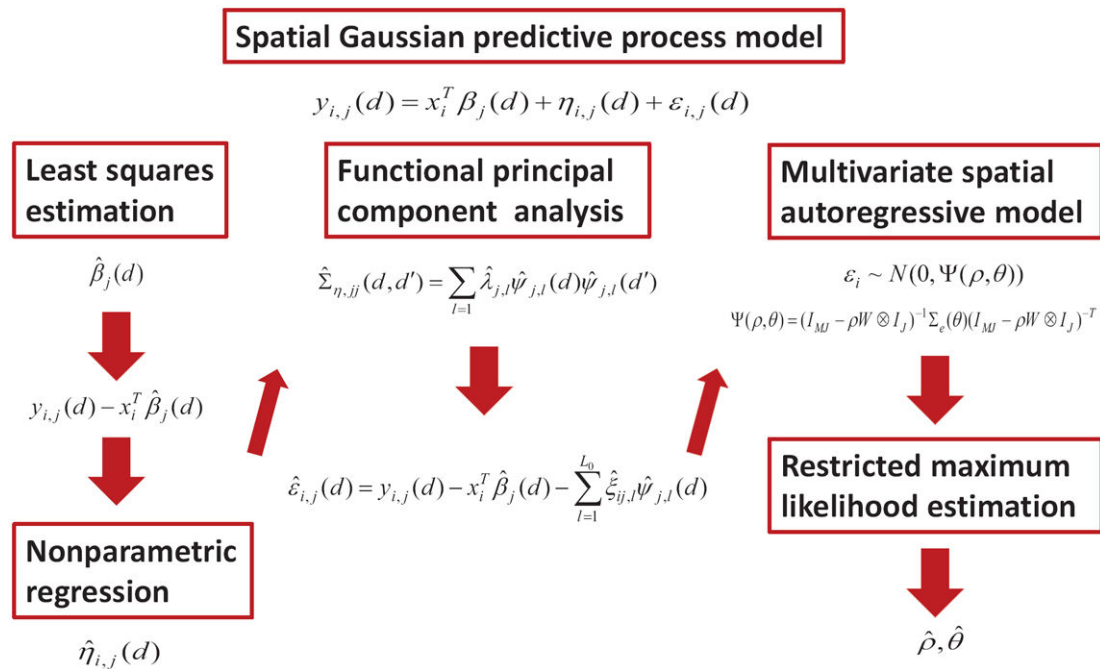 Spatial Gaussian predictive process model
y_{i,j}(d) = x_i^T β_j(d) + η_{i,j}(d) + ε_{i,j}(d)
Least squares
estimation
β̂_j(d)
y_{i,j}(d) − x_i^T β̂_j(d)
Nonparametric
regression
η̂_{i,j}(d)
Functional principal
component analysis
Σ̂_{η,jj}(d,d′) = ∑_{l=1} λ̂_{j,l} ψ̂_{j,l}(d) ψ̂_{j,l}(d′)
ε̂_{i,j}(d) = y_{i,j}(d) − x_i^T β̂_j(d) − ∑_{l=1}^{L_0} ξ̂_{ij,l} ψ̂_{j,l}(d)
Multivariate spatial
autoregressive model
ε_i ~ N(0, Ψ(ρ,θ))
Ψ(ρ,θ) = (I_{MJ} − ρW ⊗ I_J)^{-1} Σ_e(θ)(I_{MJ} − ρW ⊗ I_J)^{-T}
Restricted maximum
likelihood estimation
ρ̂, θ̂